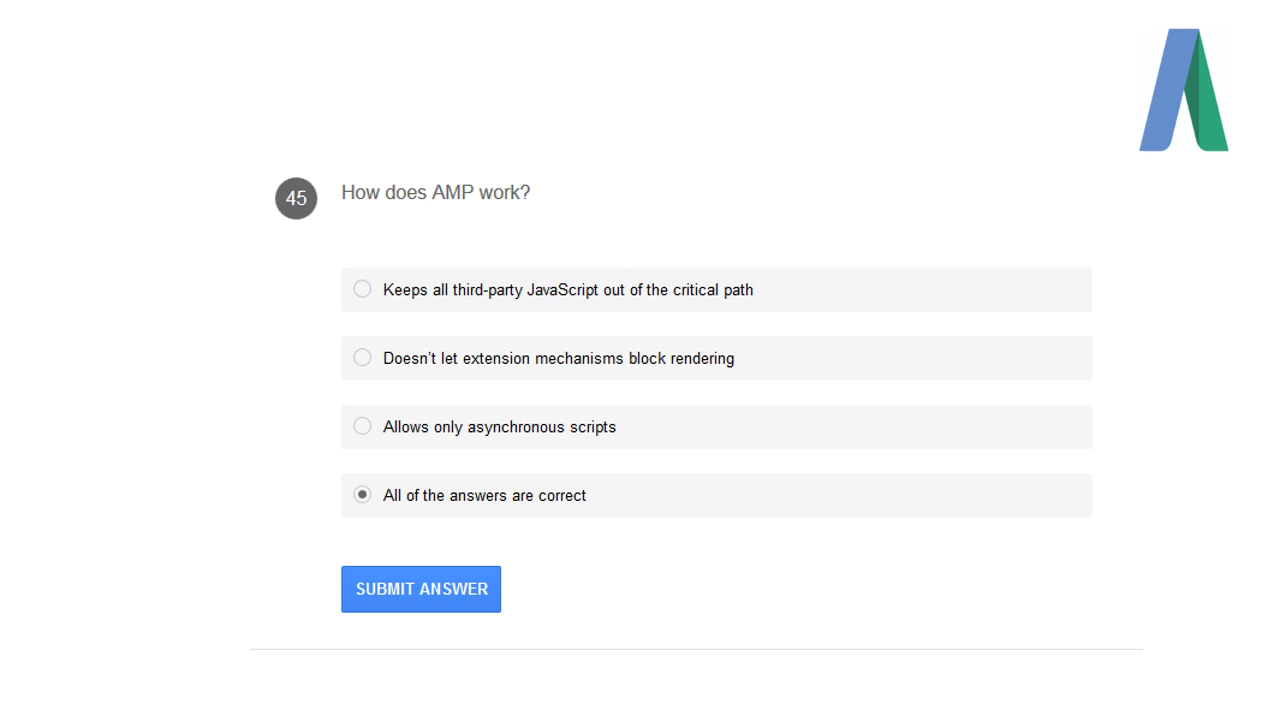 45 How does AMP work?
Keeps all third-party JavaScript out of the critical path
Doesn’t let extension mechanisms block rendering
Allows only asynchronous scripts
All of the answers are correct
SUBMIT ANSWER